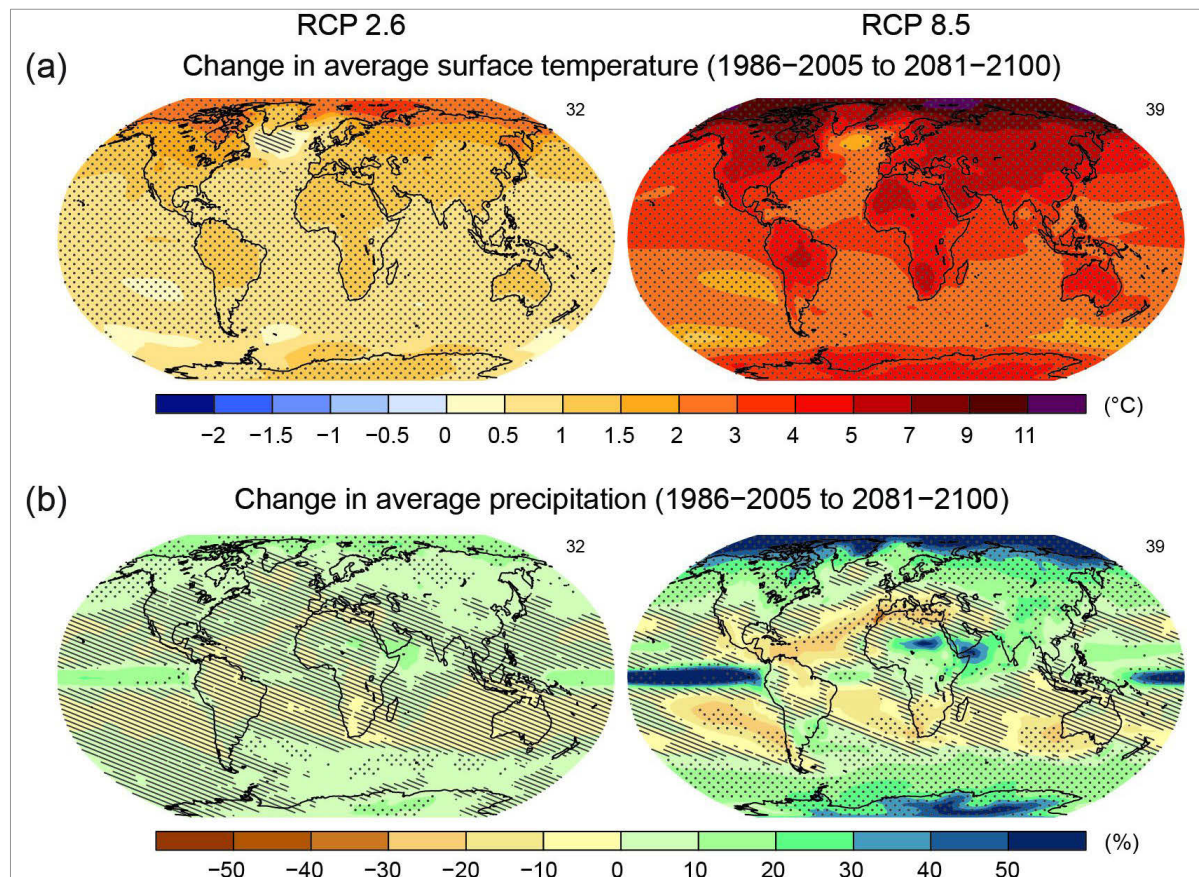 RCP 2.6 RCP 8.5
(a) Change in average surface temperature (1986−2005 to 2081−2100)
32 39
−2 −1.5 −1 −0.5 0 0.5 1 1.5 2 3 4 5 7 9 11 (°C)
(b) Change in average precipitation (1986−2005 to 2081−2100)
32 39
−50 −40 −30 −20 −10 0 10 20 30 40 50 (%)